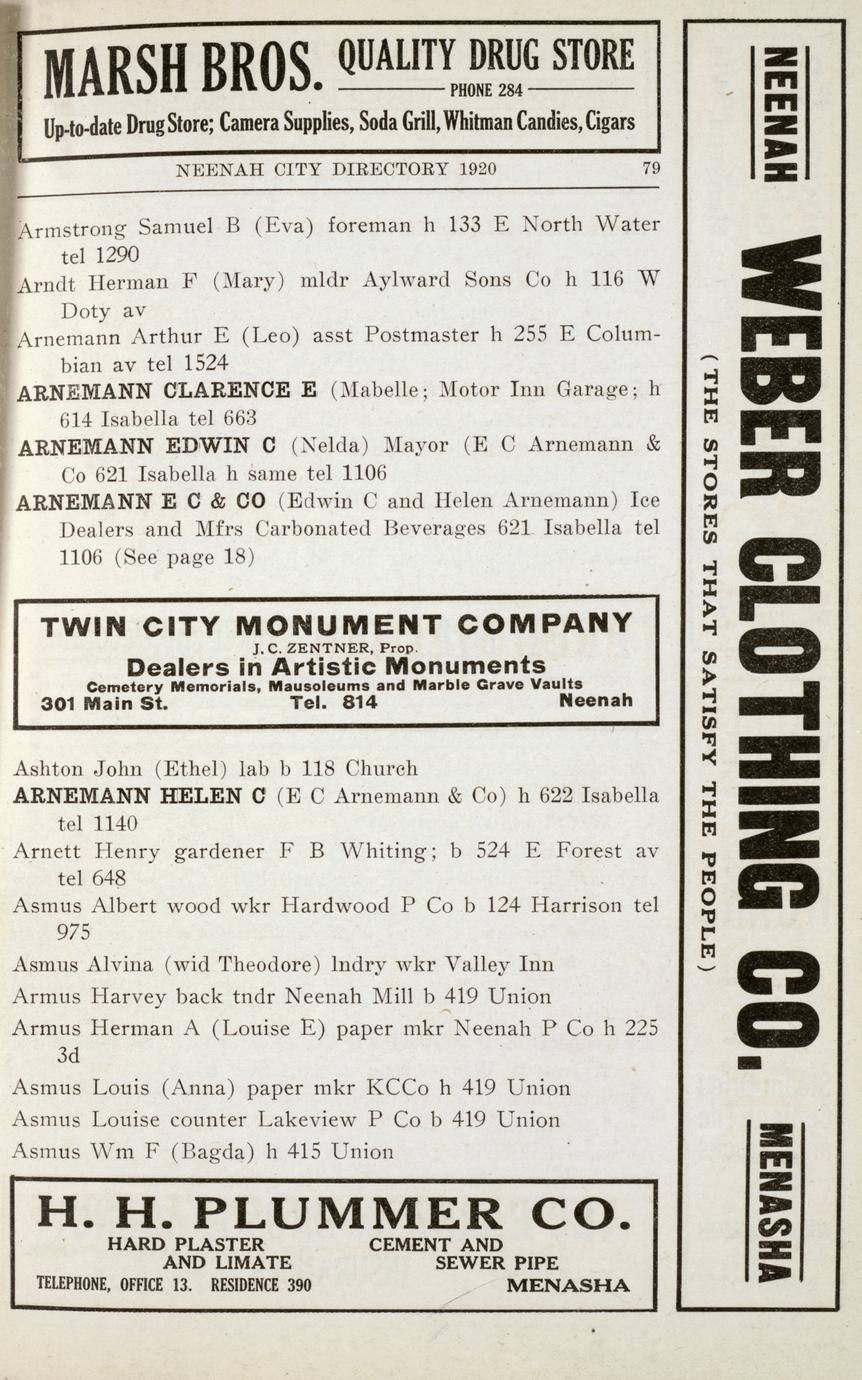 MARSH BROS. QUALITY DRUG STORE
PHONE 284
Up-to-date Drug Store; Camera Supplies, Soda Grill, Whitman Candies, Cigars
NEENAH CITY DIRECTORY 1920 79
Armstrong Samuel B (Eva) foreman h 133 E North Water
tel 1290
Arndt Herman F (Mary) mldr Aylward Sons Co h 116 W
Doty av
Arnemann Arthur E (Leo) asst Postmaster h 255 E Colum-
bian av tel 1524
ARNEMANN CLARENCE E (Mabelle; Motor Inn Garage; h
614 Isabella tel 663
ARNEMANN EDWIN C (Nelda) Mayor (E C Arnemann &
Co 621 Isabella h same tel 1106
ARNEMANN E C & CO (Edwin C and Helen Arnemann) Ice
Dealers and Mfrs Carbonated Beverages 621 Isabella tel
1106 (See page 18)
TWIN CITY MONUMENT COMPANY
J. C. ZENTNER, Prop.
Dealers in Artistic Monuments
Cemetery Memorials, Mausoleums and Marble Grave Vaults
301 Main St. Tel. 814 Neenah
Ashton John (Ethel) lab b 118 Church
ARNEMANN HELEN C (E C Arnemann & Co) h 622 Isabella
tel 1140
Arnett Henry gardener F B Whiting; b 524 E Forest av
tel 648
Asmus Albert wood wkr Hardwood P Co b 124 Harrison tel
975
Asmus Alvina (wid Theodore) lndry wkr Valley Inn
Armus Harvey back tndr Neenah Mill b 419 Union
Armus Herman A (Louise E) paper mkr Neenah P Co h 225
3d
Asmus Louis (Anna) paper mkr KCCo h 419 Union
Asmus Louise counter Lakeview P Co b 419 Union
Asmus Wm F (Bagda) h 415 Union
H. H. PLUMMER CO.
HARD PLASTER CEMENT AND
AND LIMATE SEWER PIPE
TELEPHONE, OFFICE 13. RESIDENCE 390 MENASHA
NEENAH WEBER CLOTHING CO. MENASHA
(THE STORES THAT SATISFY THE PEOPLE)